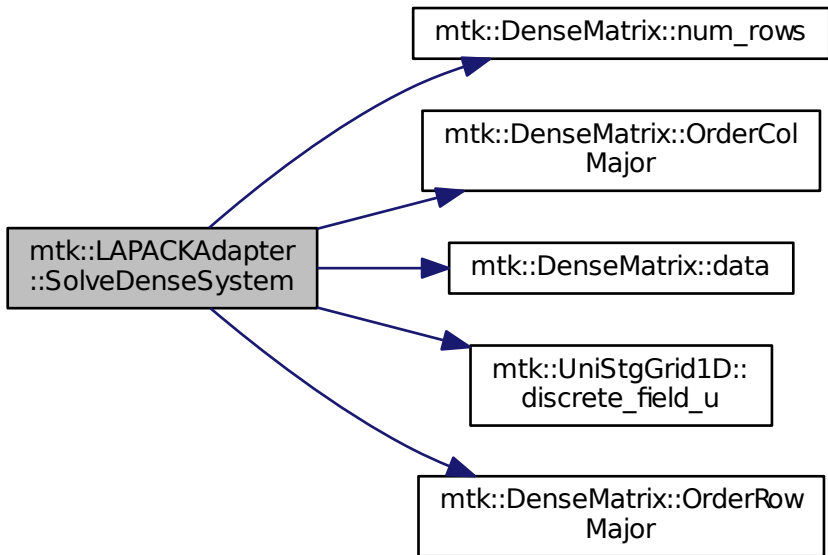 mtk::DenseMatrix::num_rows
mtk::DenseMatrix::OrderCol
Major
mtk::LAPACKAdapter
::SolveDenseSystem
mtk::DenseMatrix::data
mtk::UniStgGrid1D::
discrete_field_u
mtk::DenseMatrix::OrderRow
Major